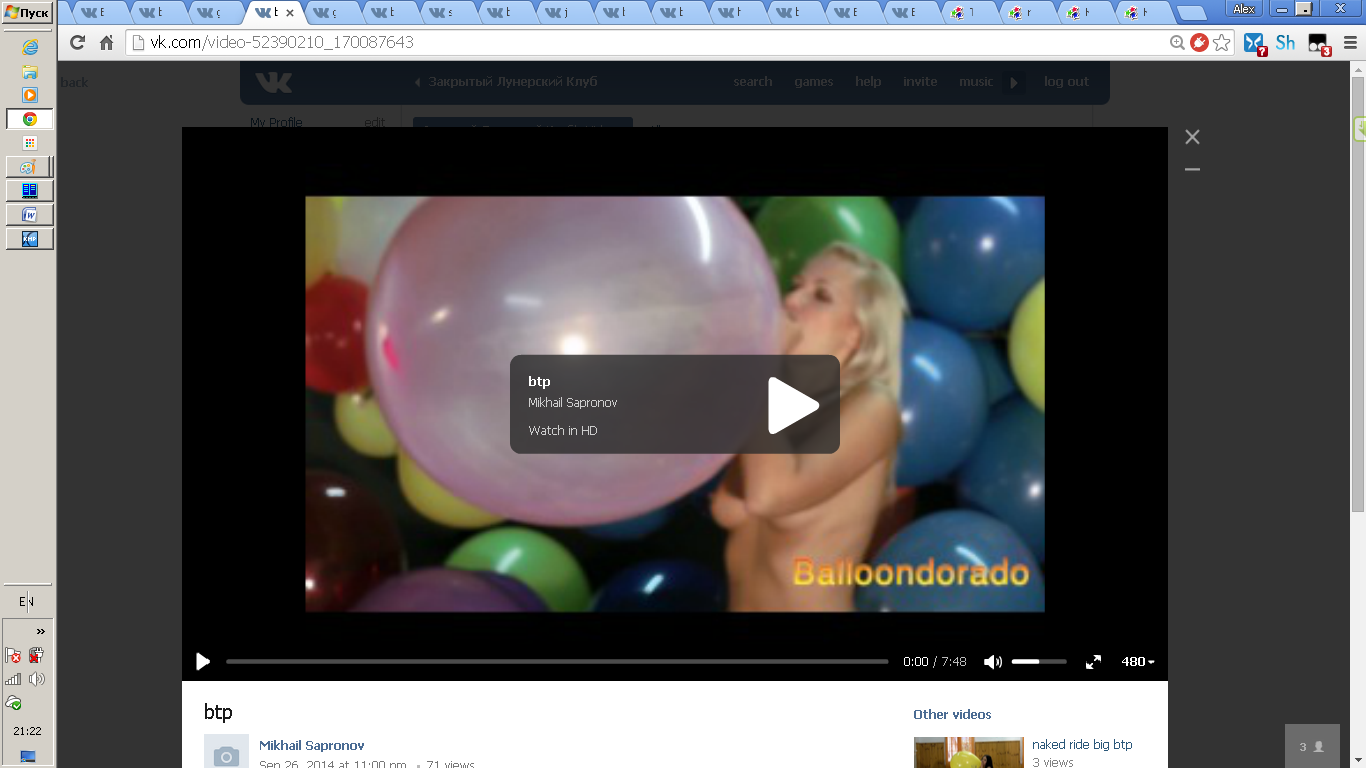 Пуск
Alex
vk.com/video-52390210_170087643
back
Закрытый Лунерский Клуб
search
games
help
invite
music
log out
My Profile
edit
btp
Mikhail Sapronov
Watch in HD
Balloondorado
0:00 / 7:48
480
btp
Mikhail Sapronov
Sep 26, 2014 at 11:00 pm
71 views
Other videos
naked ride big btp
3 views
EN
21:22
3